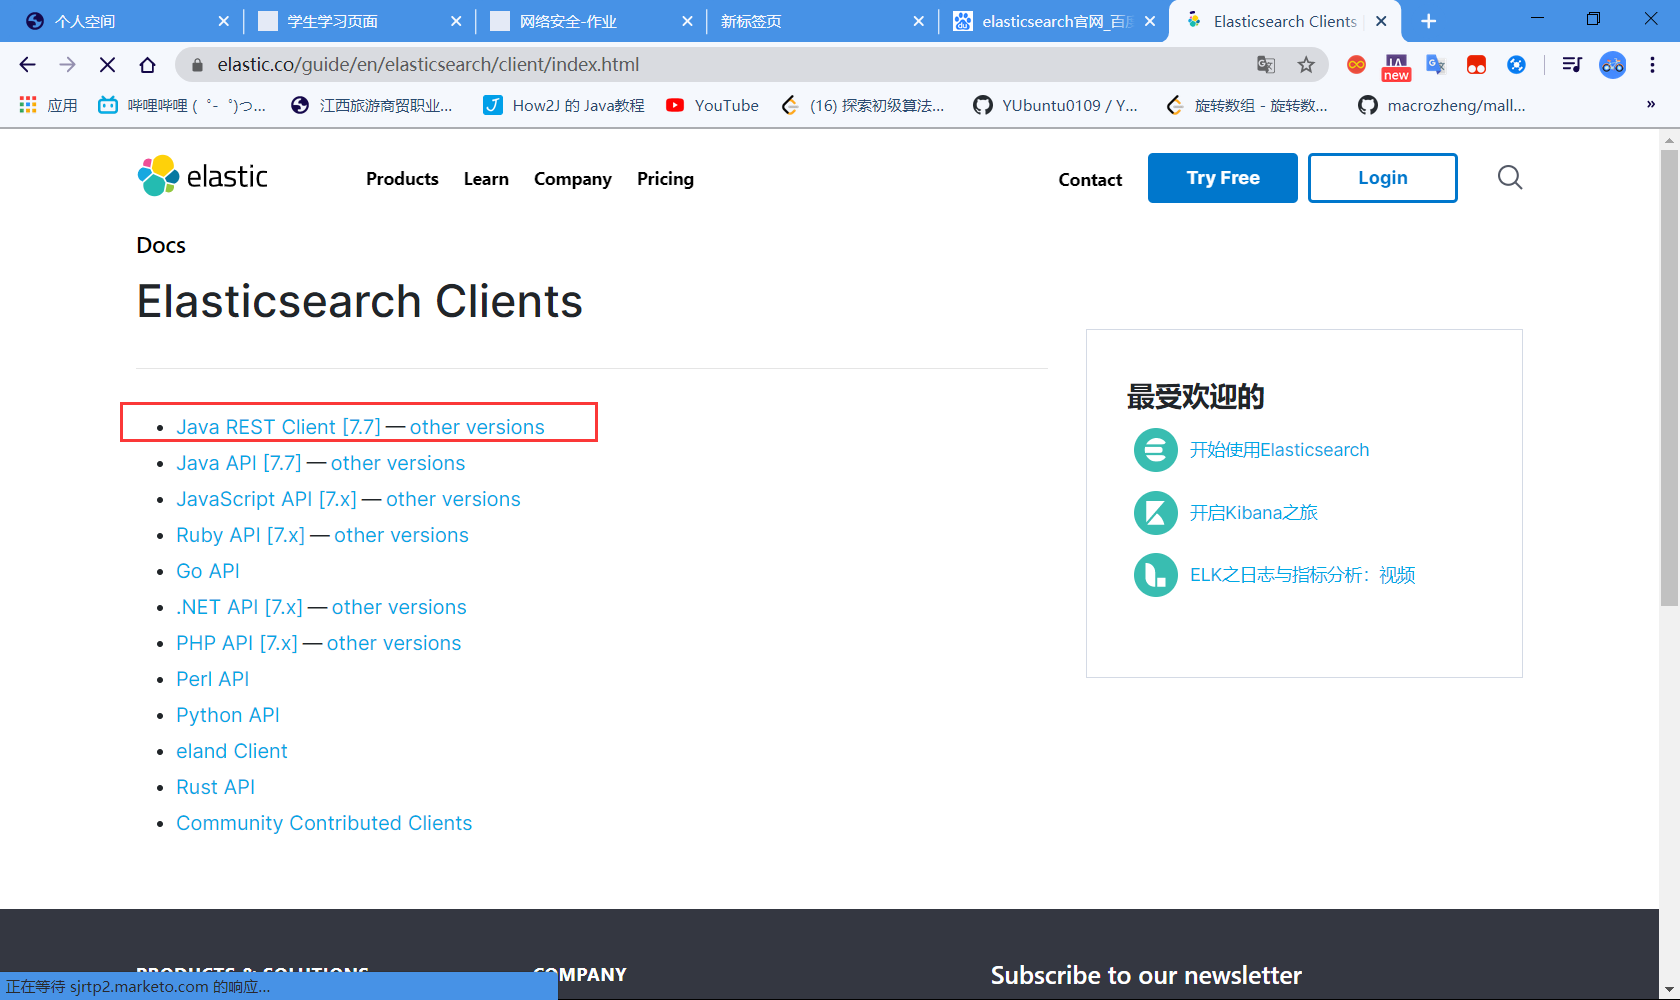 个人空间
学生学习页面
网络安全-作业
新标签页
elasticsearch官网_百度
Elasticsearch Clients
elastic.co/guide/en/elasticsearch/client/index.html
new
应用
哔哩哔哩 ( ゜- ゜)つ...
江西旅游商贸职业...
How2J 的 Java教程
YouTube
(16) 探索初级算法...
YUbuntu0109 / Y...
旋转数组 - 旋转数...
macrozheng/mall...
»
elastic
Products
Learn
Company
Pricing
Contact
Try Free
Login
Docs
Elasticsearch Clients
• Java REST Client [7.7] — other versions
• Java API [7.7] — other versions
• JavaScript API [7.x] — other versions
• Ruby API [7.x] — other versions
• Go API
• .NET API [7.x] — other versions
• PHP API [7.x] — other versions
• Perl API
• Python API
• eland Client
• Rust API
• Community Contributed Clients
最受欢迎的
开始使用Elasticsearch
开启Kibana之旅
ELK之日志与指标分析：视频
PRODUCTS & SOLUTIONS
COMPANY
Subscribe to our newsletter
正在等待 sjrtp2.marketo.com 的响应...